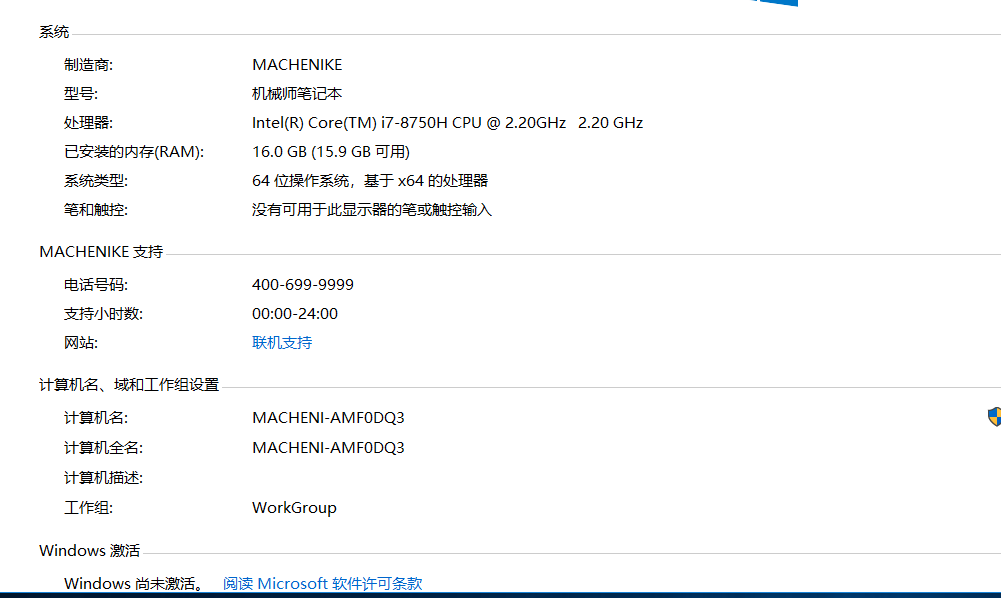 系统
制造商: MACHENIKE
型号: 机械师笔记本
处理器: Intel(R) Core(TM) i7-8750H CPU @ 2.20GHz 2.20 GHz
已安装的内存(RAM): 16.0 GB (15.9 GB 可用)
系统类型: 64 位操作系统，基于 x64 的处理器
笔和触控: 没有可用于此显示器的笔或触控输入
MACHENIKE 支持
电话号码: 400-699-9999
支持小时数: 00:00-24:00
网站: 联机支持
计算机名、域和工作组设置
计算机名: MACHENI-AMF0DQ3
计算机全名: MACHENI-AMF0DQ3
计算机描述:
工作组: WorkGroup
Windows 激活
Windows 尚未激活。 阅读 Microsoft 软件许可条款